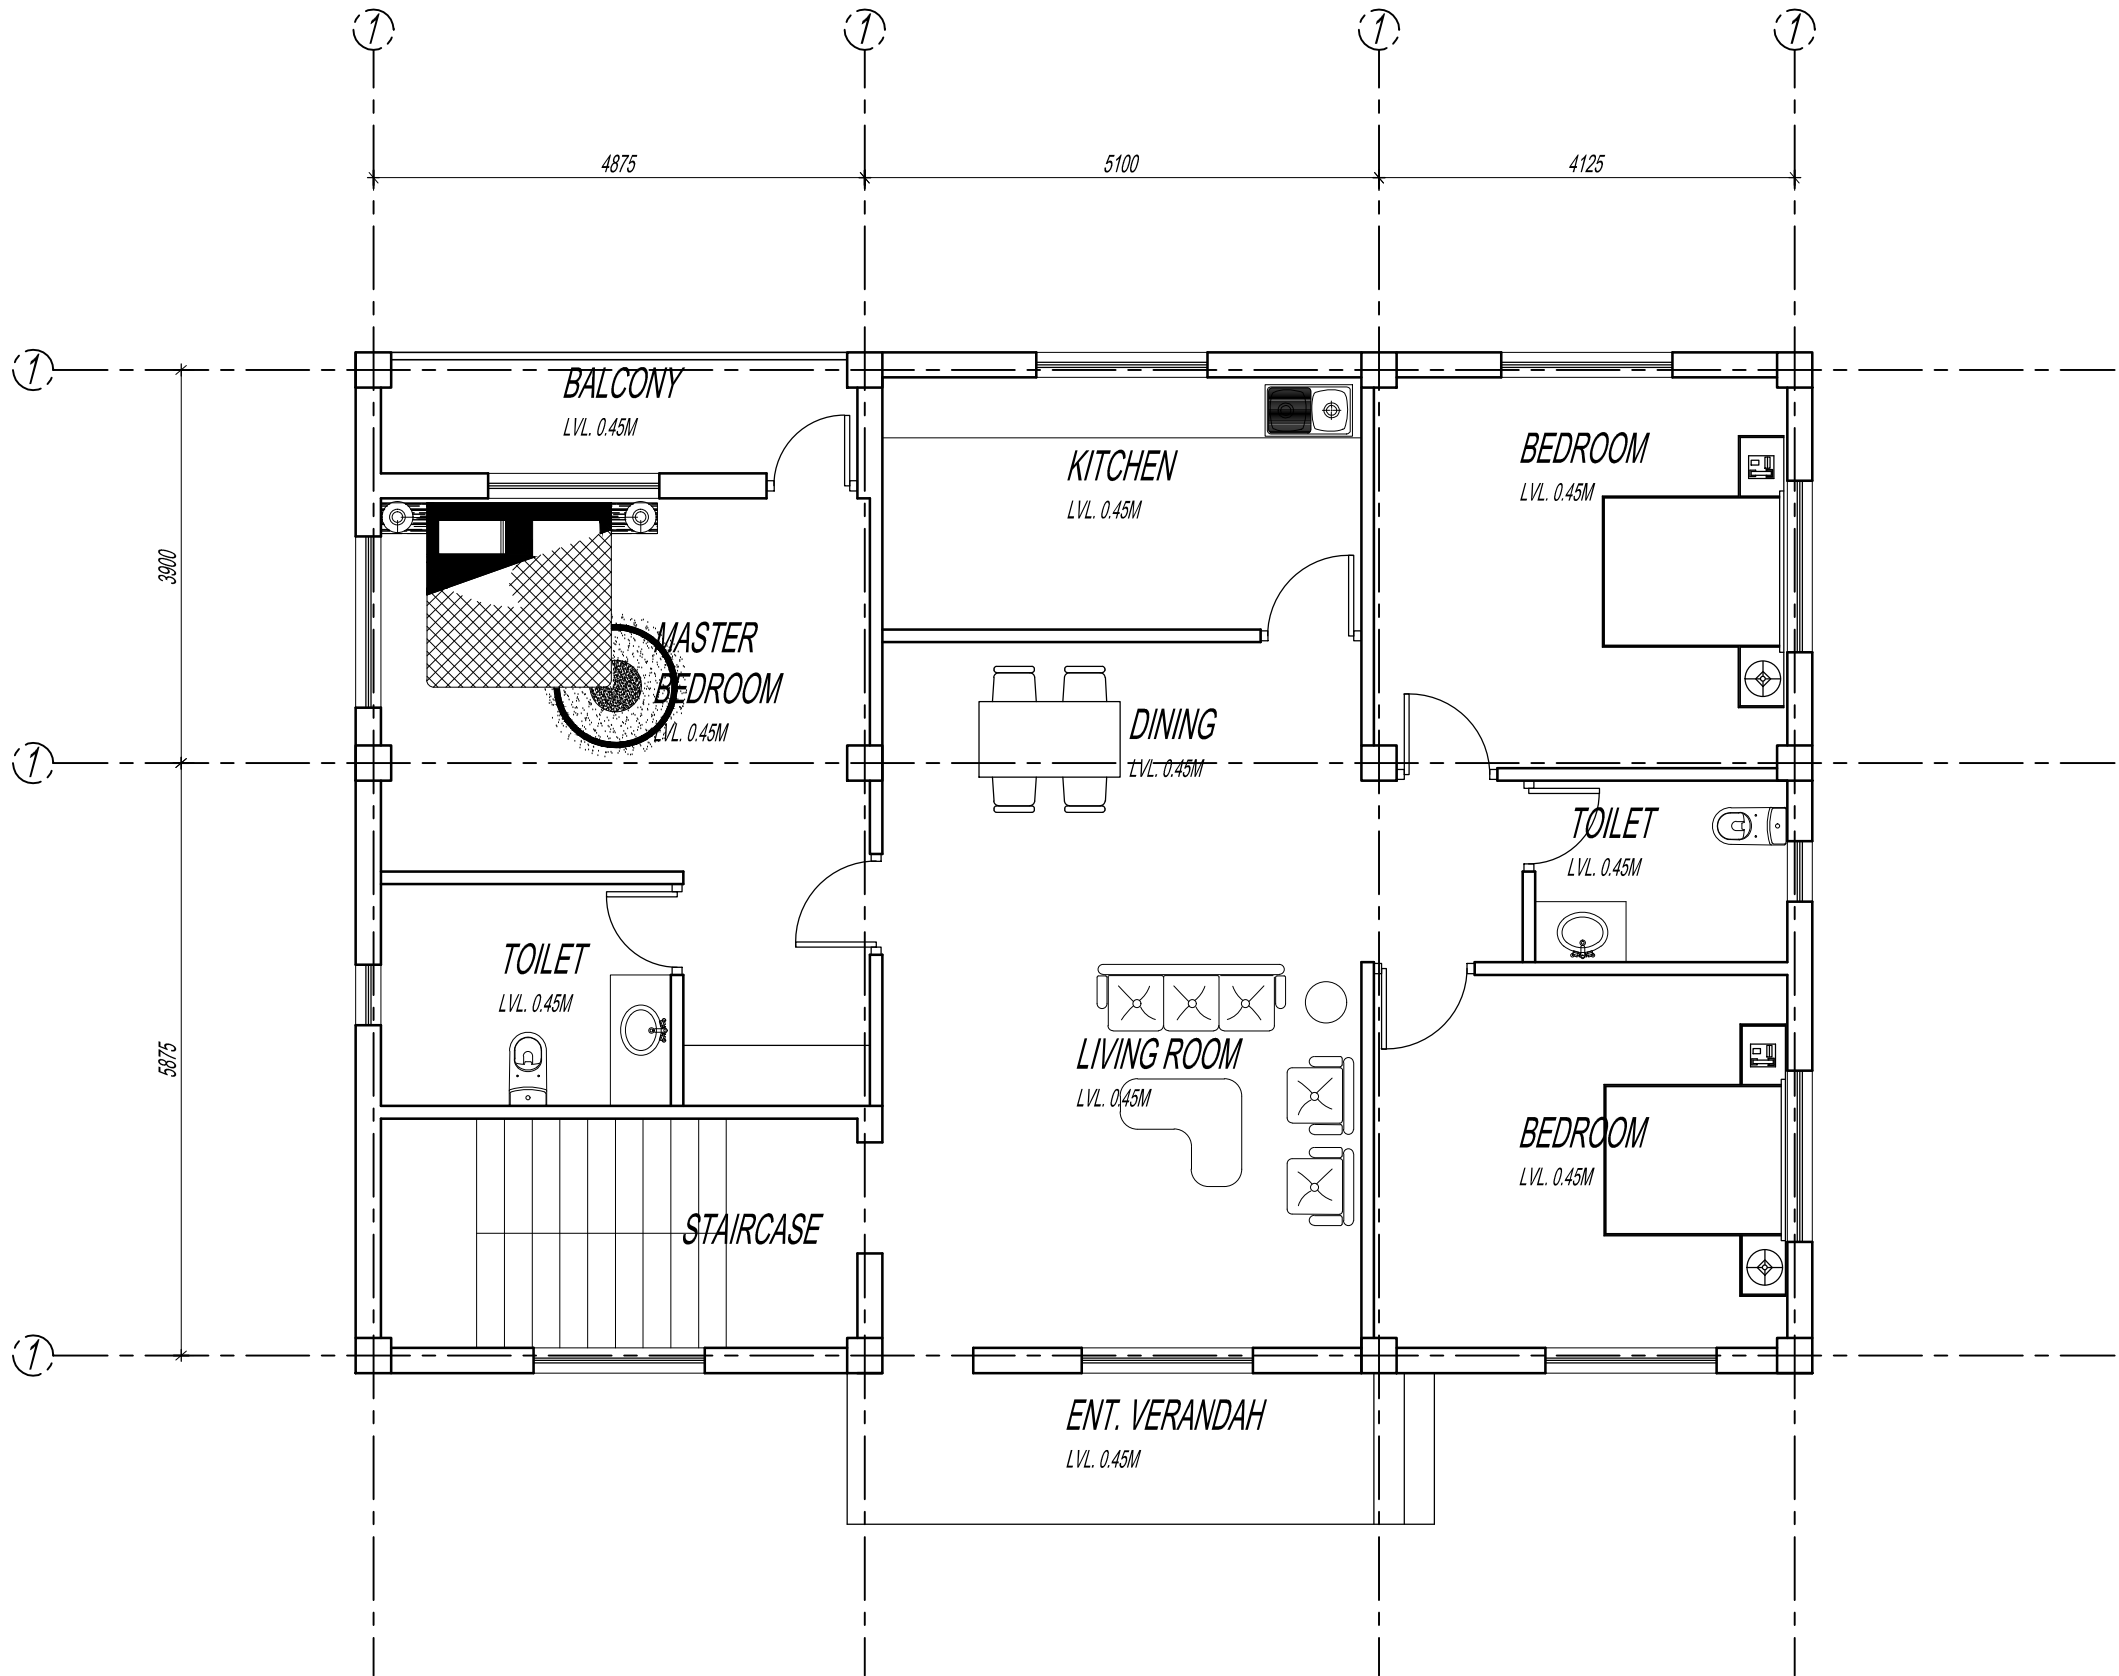 1 1 1 1
4875 5100 4125
1
BALCONY
LVL. 0.45M
KITCHEN
LVL. 0.45M
BEDROOM
LVL. 0.45M
3900
MASTER
BEDROOM
LVL. 0.45M
DINING
LVL. 0.45M
1
TOILET
LVL. 0.45M
TOILET
LVL. 0.45M
5875
LIVING ROOM
LVL. 0.45M
BEDROOM
LVL. 0.45M
STAIRCASE
1
ENT. VERANDAH
LVL. 0.45M